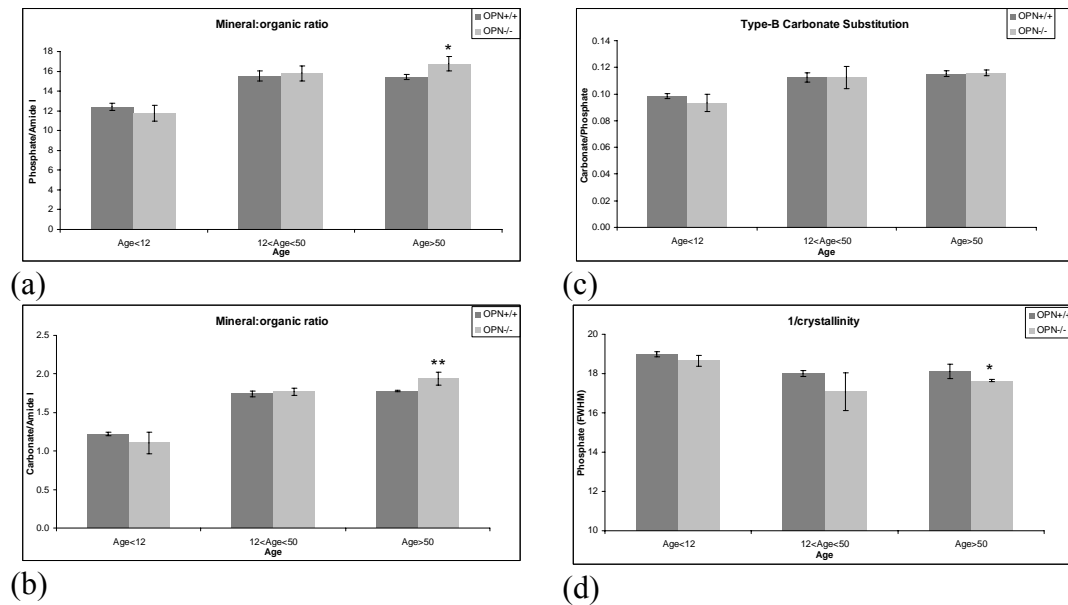 Mineral:organic ratio
OPN+/+
OPN-/-
18
16
14
12
10
8
6
4
2
0
Phosphate/Amide I
*
Age<12
12<Age<50
Age>50
Age
(a)
Type-B Carbonate Substitution
OPN+/+
OPN-/-
0.14
0.12
0.10
0.08
0.06
0.04
0.02
0.00
Carbonate/Phosphate
Age<12
12<Age<50
Age>50
Age
(c)
Mineral:organic ratio
OPN+/+
OPN-/-
2.5
2.0
1.5
1.0
0.5
0.0
Carbonate/Amide I
**
Age<12
12<Age<50
Age>50
Age
(b)
1/crystallinity
OPN+/+
OPN-/-
20
18
16
14
12
10
Phosphate (FWHM)
*
Age<12
12<Age<50
Age>50
Age
(d)